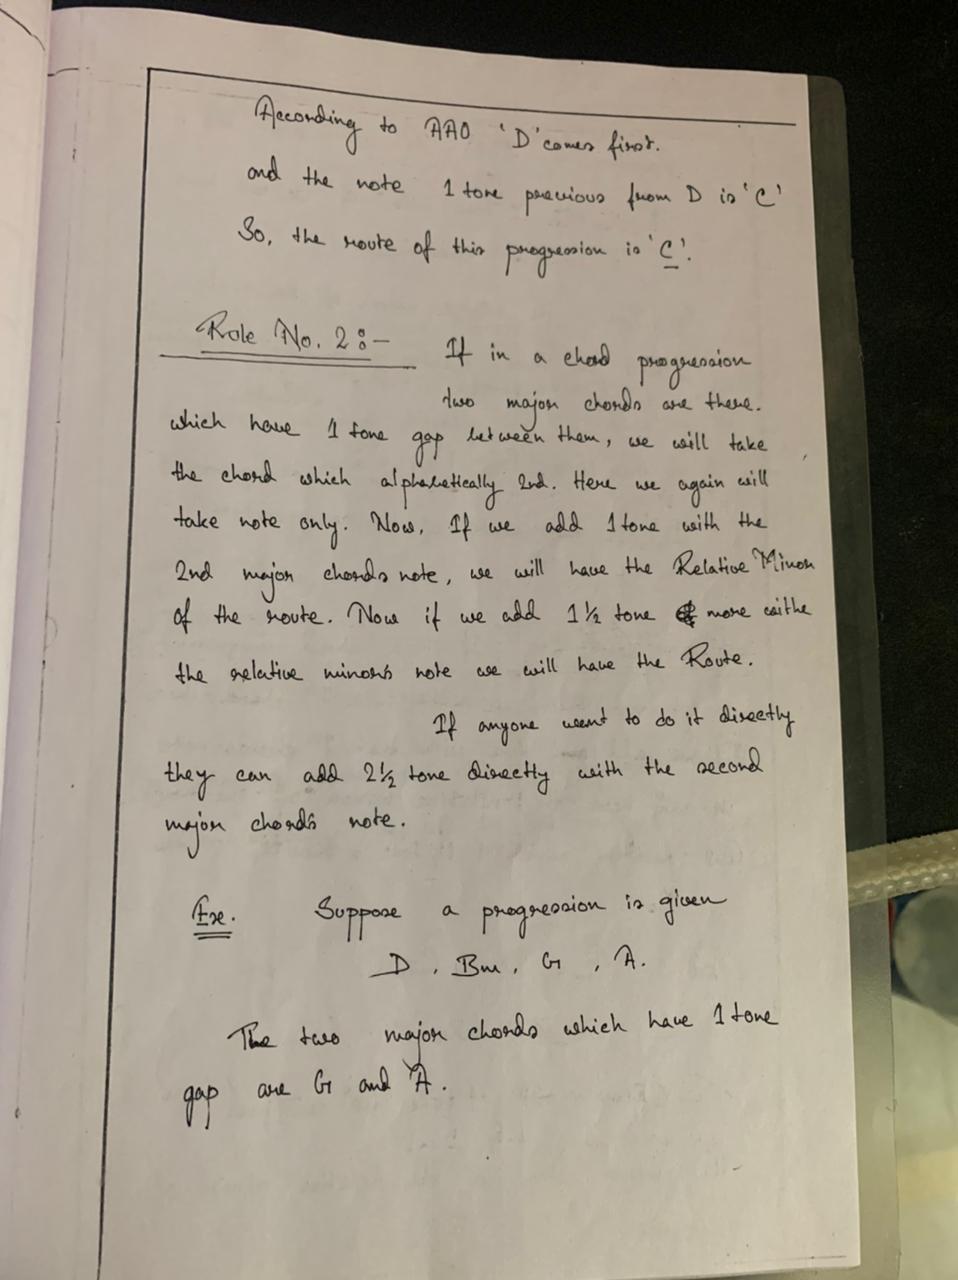 According to AAO 'D' comes first.
and the note 1 tone previous from D is 'C'
So, the route of this progression is 'C'.
Role No. 2 :-
If in a chord progression
two major chords are there.
which have 1 tone gap between them, we will take
the chord which alphabetically 2nd. Here we again will
take note only. Now, If we add 1 tone with the
2nd major chords note, we will have the Relative Minor
of the route. Now if we add 1½ tone more withe
the relative minor's note we will have the Route.
If anyone went to do it directly
they can add 2½ tone directly with the second
major chord's note.
Exe. Suppose a progression is given
D, Bm, G, A.
The two major chords which have 1 tone
gap are G and A.